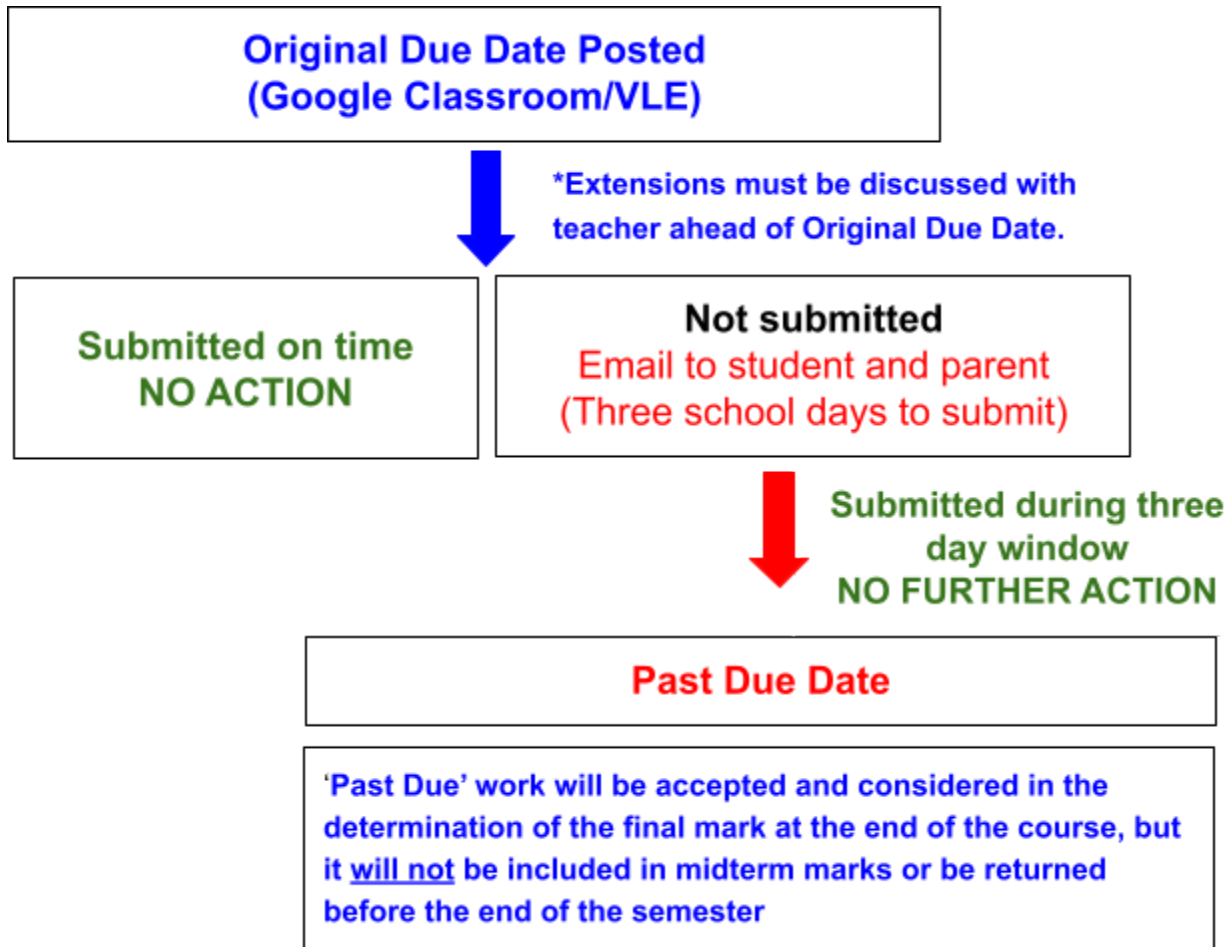 Original Due Date Posted
(Google Classroom/VLE)
*Extensions must be discussed with
teacher ahead of Original Due Date.
Submitted on time
NO ACTION
Not submitted
Email to student and parent
(Three school days to submit)
Submitted during three
day window
NO FURTHER ACTION
Past Due Date
‘Past Due’ work will be accepted and considered in the
determination of the final mark at the end of the course, but
it will not be included in midterm marks or be returned
before the end of the semester